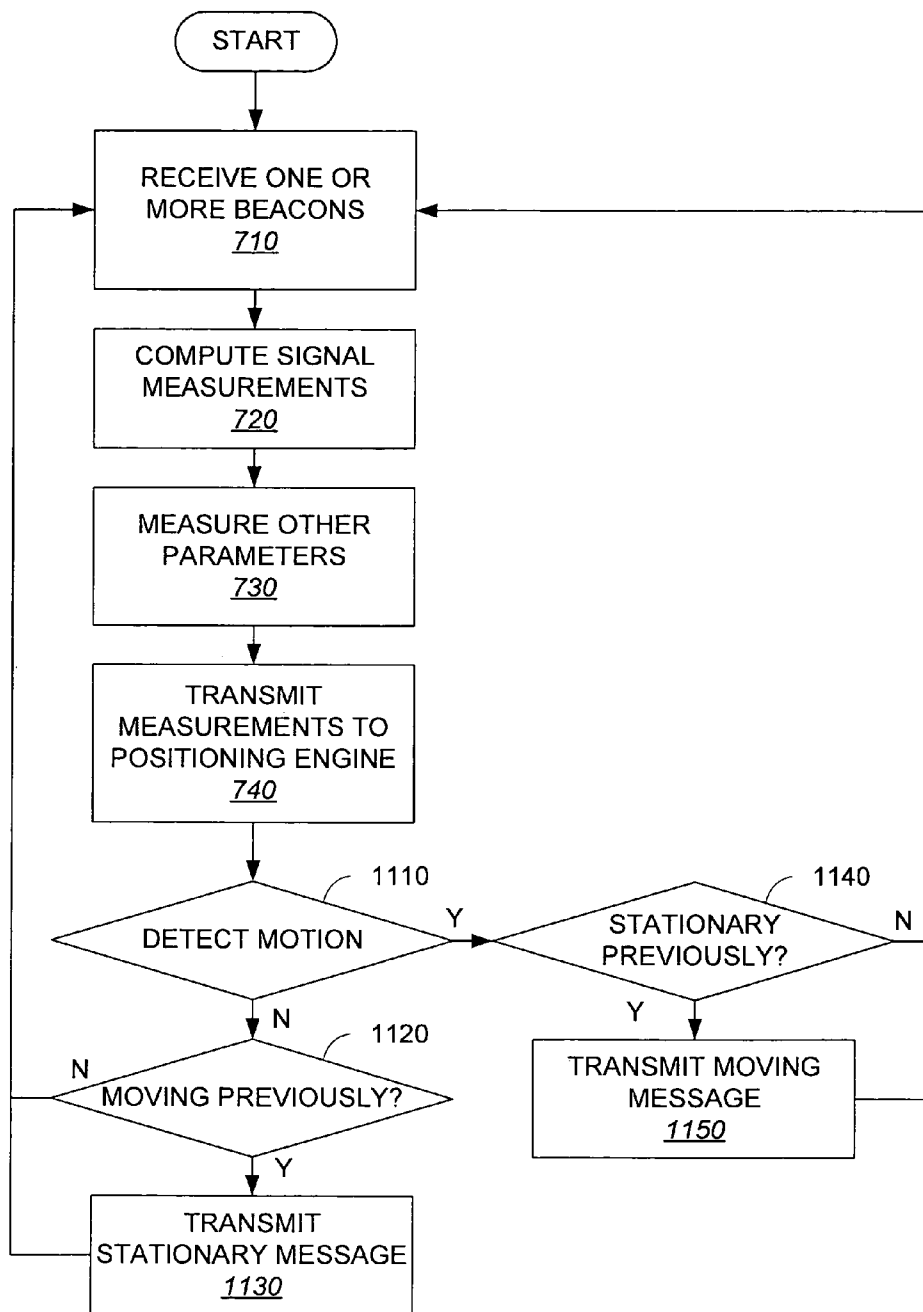 START
RECEIVE ONE OR
MORE BEACONS
710
COMPUTE SIGNAL
MEASUREMENTS
720
MEASURE OTHER
PARAMETERS
730
TRANSMIT
MEASUREMENTS TO
POSITIONING ENGINE
740
1110
DETECT MOTION
Y
N
1140
STATIONARY
PREVIOUSLY?
N
Y
1120
MOVING PREVIOUSLY?
N
Y
TRANSMIT MOVING
MESSAGE
1150
TRANSMIT
STATIONARY MESSAGE
1130